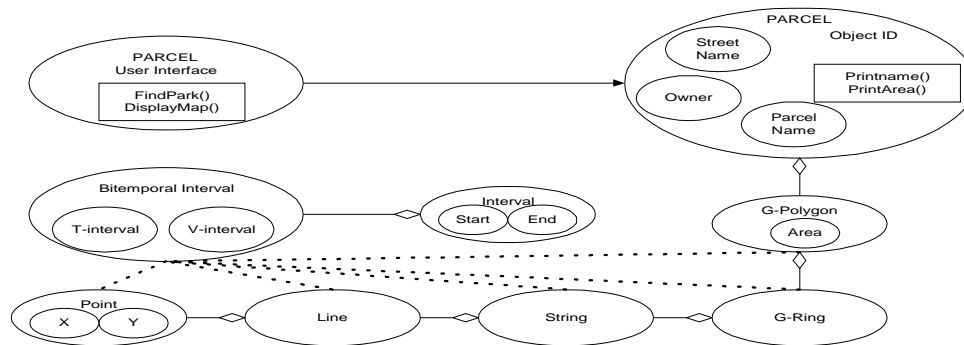 PARCEL
User Interface
FindPark()
DisplayMap()
PARCEL
Object ID
Street
Name
Owner
Printname()
PrintArea()
Parcel
Name
Bitemporal Interval
T-interval
V-interval
Interval
Start
End
G-Polygon
Area
Point
X
Y
Line
String
G-Ring